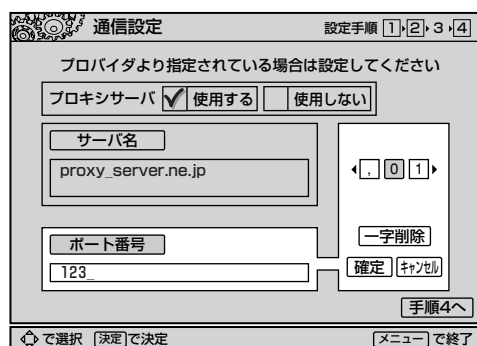 通信設定 設定手順 1 2 3 4
プロバイダより指定されている場合は設定してください
プロキシサーバ 使用する 使用しない
サーバ名
proxy_server.ne.jp
, 0 1
ポート番号
123_
一字削除
確定 ｷｬﾝｾﾙ
手順4へ
で選択 決定 で決定 メニュー で終了